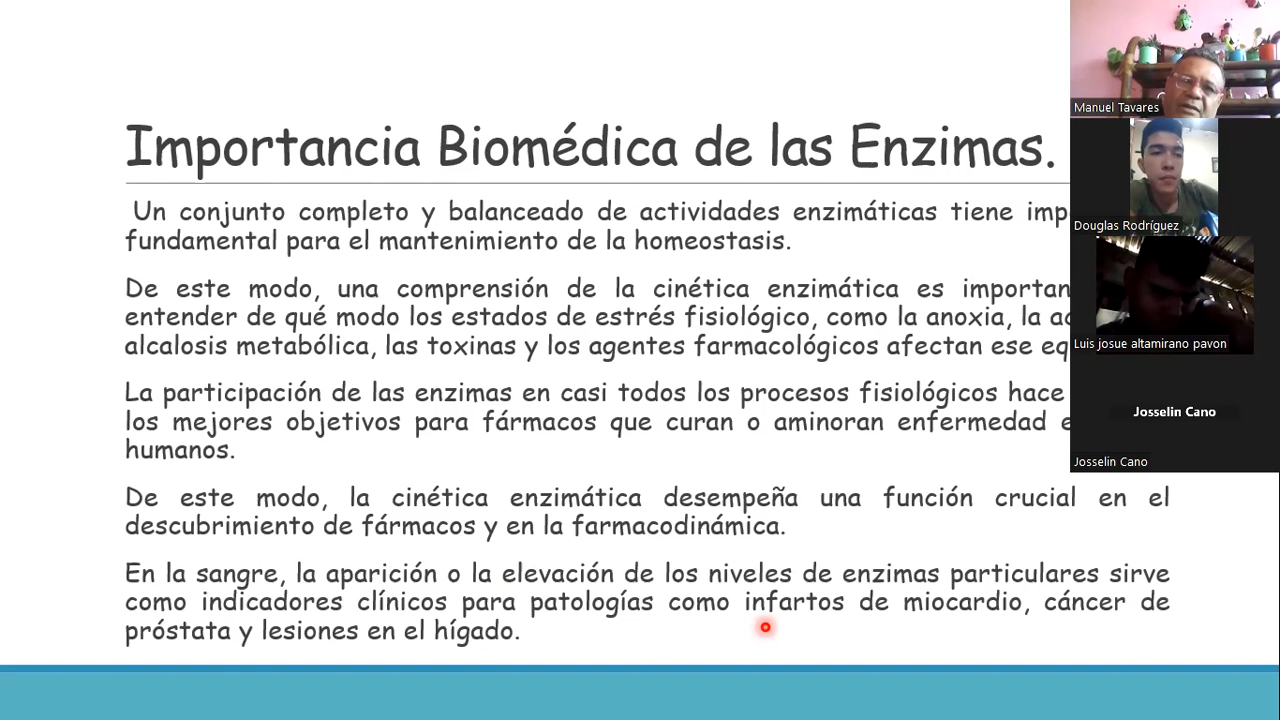 Importancia Biomédica de las Enzimas.
Un conjunto completo y balanceado de actividades enzimáticas tiene
fundamental para el mantenimiento de la homeostasis.
De este modo, una comprensión de la cinética enzimática es
entender de qué modo los estados de estrés fisiológico, como la anoxia, la
alcalosis metabólica, las toxinas y los agentes farmacológicos afectan ese
La participación de las enzimas en casi todos los procesos fisiológicos hace
los mejores objetivos para fármacos que curan o aminoran enfermedad
humanos.
De este modo, la cinética enzimática desempeña una función crucial en el
descubrimiento de fármacos y en la farmacodinámica.
En la sangre, la aparición o la elevación de los niveles de enzimas particulares sirve
como indicadores clínicos para patologías como infartos de miocardio, cáncer de
próstata y lesiones en el hígado.
Manuel Tavares
Douglas Rodríguez
Luis josue altamirano pavon
Josselin Cano
Josselin Cano